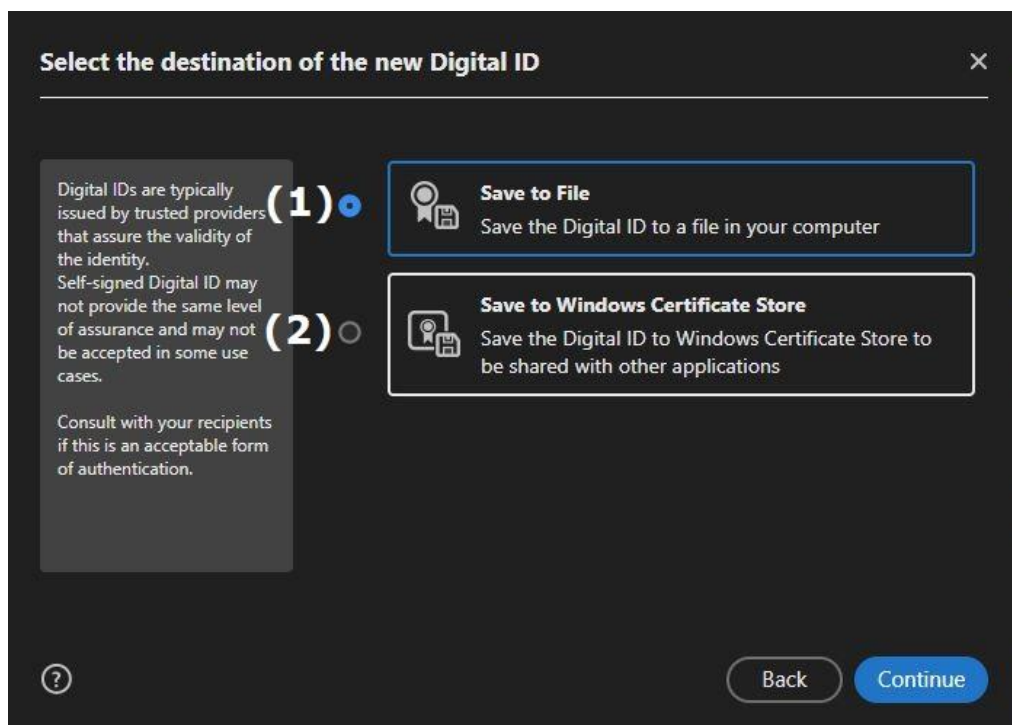 Select the destination of the new Digital ID
Digital IDs are typically
issued by trusted providers
that assure the validity of
the identity.
Self-signed Digital ID may
not provide the same level
of assurance and may not
be accepted in some use
cases.
Consult with your recipients
if this is an acceptable form
of authentication.
(1)
Save to File
Save the Digital ID to a file in your computer
(2)
Save to Windows Certificate Store
Save the Digital ID to Windows Certificate Store to
be shared with other applications
?
Back
Continue